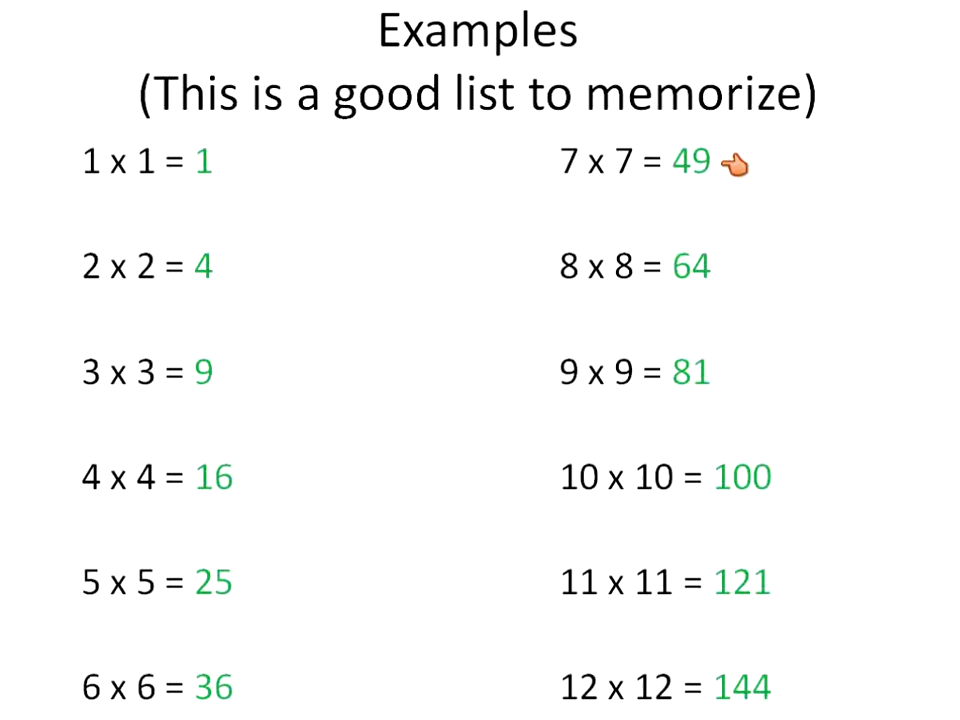 Examples
(This is a good list to memorize)
1 x 1 = 1
2 x 2 = 4
3 x 3 = 9
4 x 4 = 16
5 x 5 = 25
6 x 6 = 36
7 x 7 = 49
8 x 8 = 64
9 x 9 = 81
10 x 10 = 100
11 x 11 = 121
12 x 12 = 144